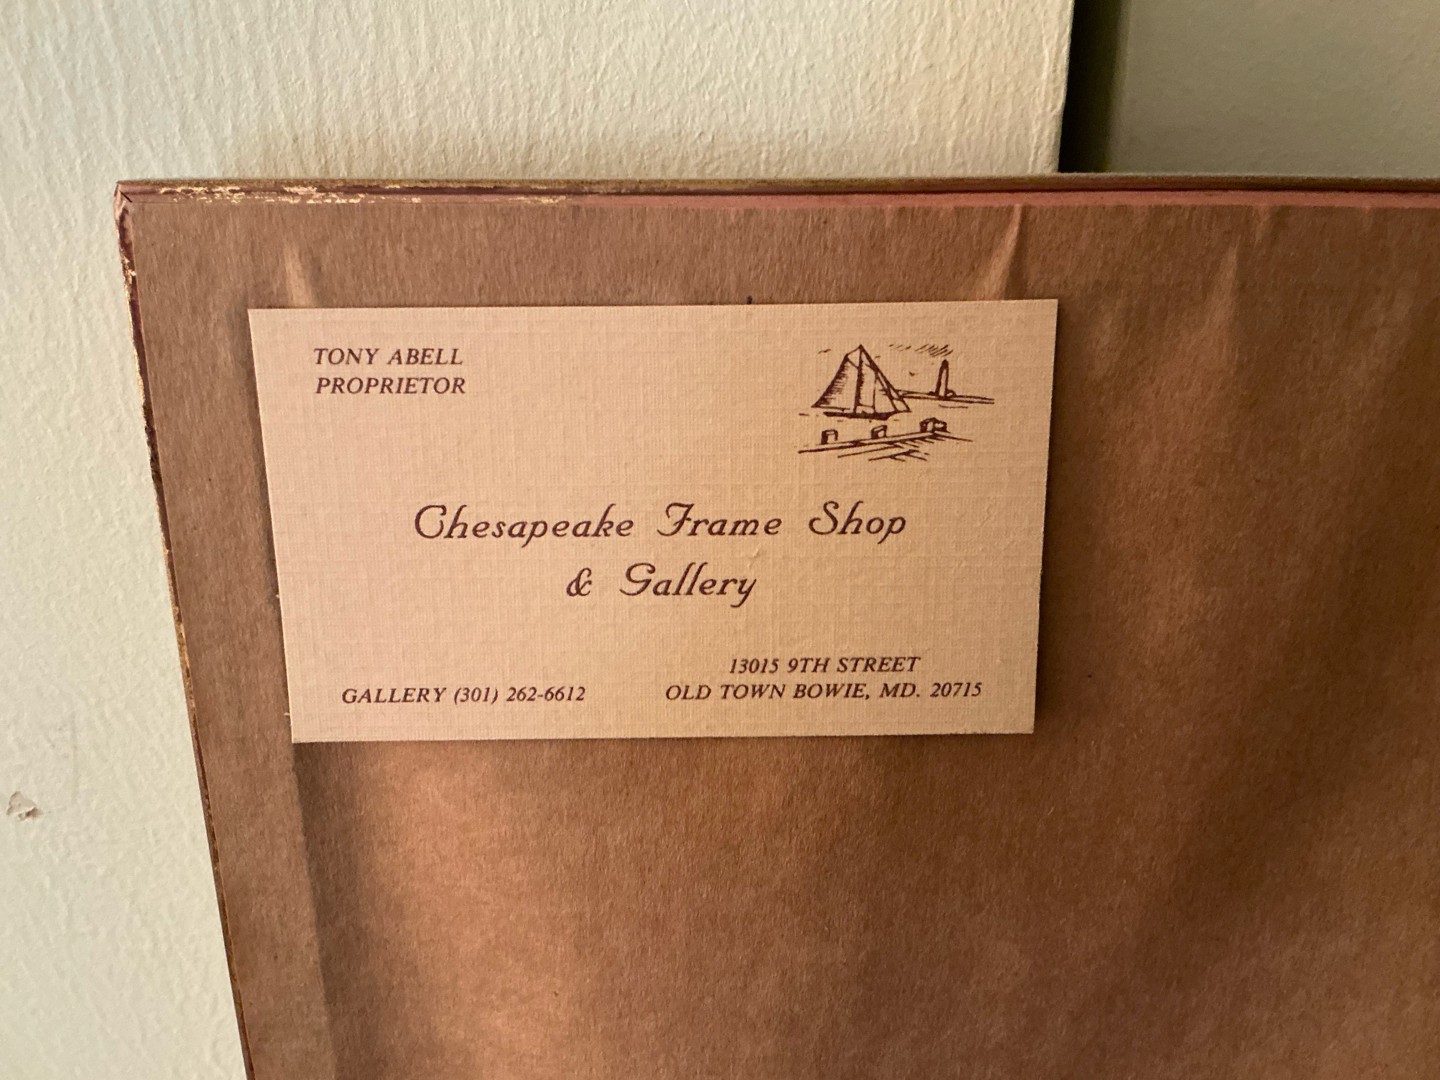 TONY ABELL
PROPRIETOR
Chesapeake Frame Shop
& Gallery
GALLERY (301) 262-6612
13015 9TH STREET
OLD TOWN BOWIE, MD. 20715